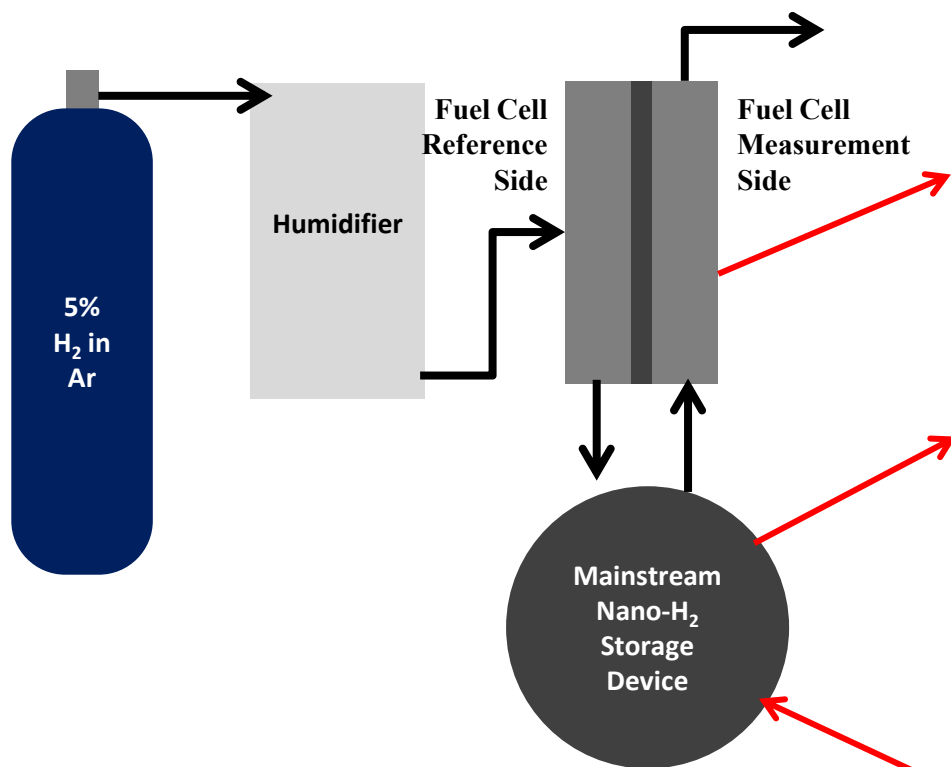 Fuel Cell
Reference
Side
Fuel Cell
Measurement
Side
Humidifier
5%
H₂ in
Ar
Mainstream
Nano-H₂
Storage
Device